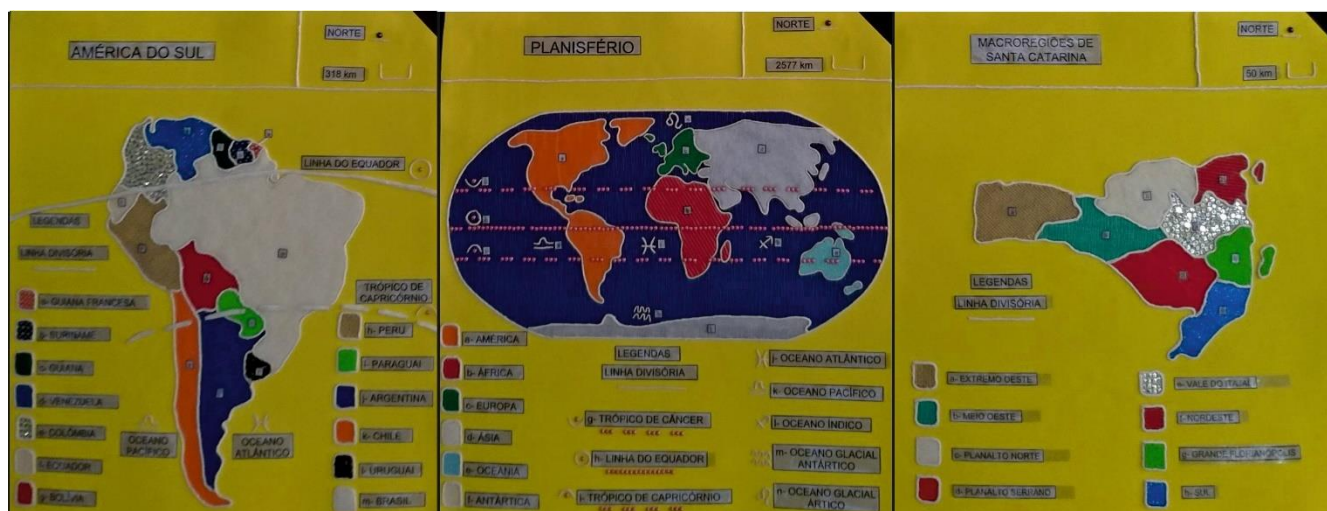 AMÉRICA DO SUL
NORTE
318 km
LINHA DO EQUADOR
LEGENDAS
LINHA DIVISÓRIA
TRÓPICO DE
CAPRICÓRNIO
a- GUIANA FRANCESA
SURINAME
GUIANA
d- VENEZUELA
e- COLÔMBIA
f- EQUADOR
g- BOLÍVIA
OCEANO
PACÍFICO
OCEANO
ATLÂNTICO
h- PERU
i- PARAGUAI
j- ARGENTINA
k- CHILE
l- URUGUAI
m- BRASIL
PLANISFÉRIO
NORTE
2577 km
a- AMÉRICA
b- ÁFRICA
c- EUROPA
d- ÁSIA
e- OCEANIA
f- ANTÁRTICA
LEGENDAS
LINHA DIVISÓRIA
g- TRÓPICO DE CÂNCER
h- LINHA DO EQUADOR
i- TRÓPICO DE CAPRICÓRNIO
j- OCEANO ATLÂNTICO
k- OCEANO PACÍFICO
l- OCEANO ÍNDICO
m- OCEANO GLACIAL
ANTÁRTICO
n- OCEANO GLACIAL
ÁRTICO
MACROREGIÕES DE
SANTA CATARINA
NORTE
50 km
LEGENDAS
LINHA DIVISÓRIA
a- EXTREMO OESTE
b- MEIO OESTE
c- PLANALTO NORTE
d- PLANALTO SERRANO
e- VALE DO ITAJAÍ
f- NORDESTE
g- GRANDE FLORIANÓPOLIS
h- SUL